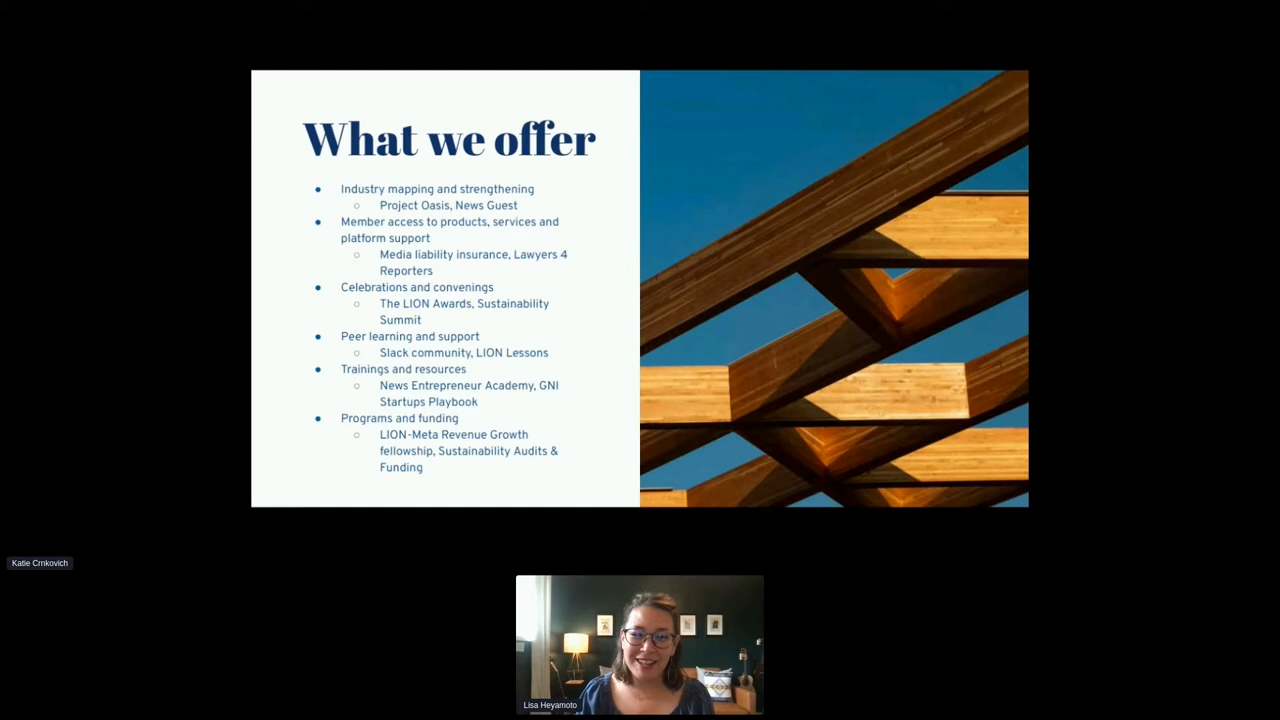 What we offer
● Industry mapping and strengthening
○ Project Oasis, News Guest
● Member access to products, services and
platform support
○ Media liability insurance, Lawyers 4
Reporters
● Celebrations and convenings
○ The LION Awards, Sustainability
Summit
● Peer learning and support
○ Slack community, LION Lessons
● Trainings and resources
○ News Entrepreneur Academy, GNI
Startups Playbook
● Programs and funding
○ LION-Meta Revenue Growth
fellowship, Sustainability Audits &
Funding
Katie Crnkovich
Lisa Heyamoto